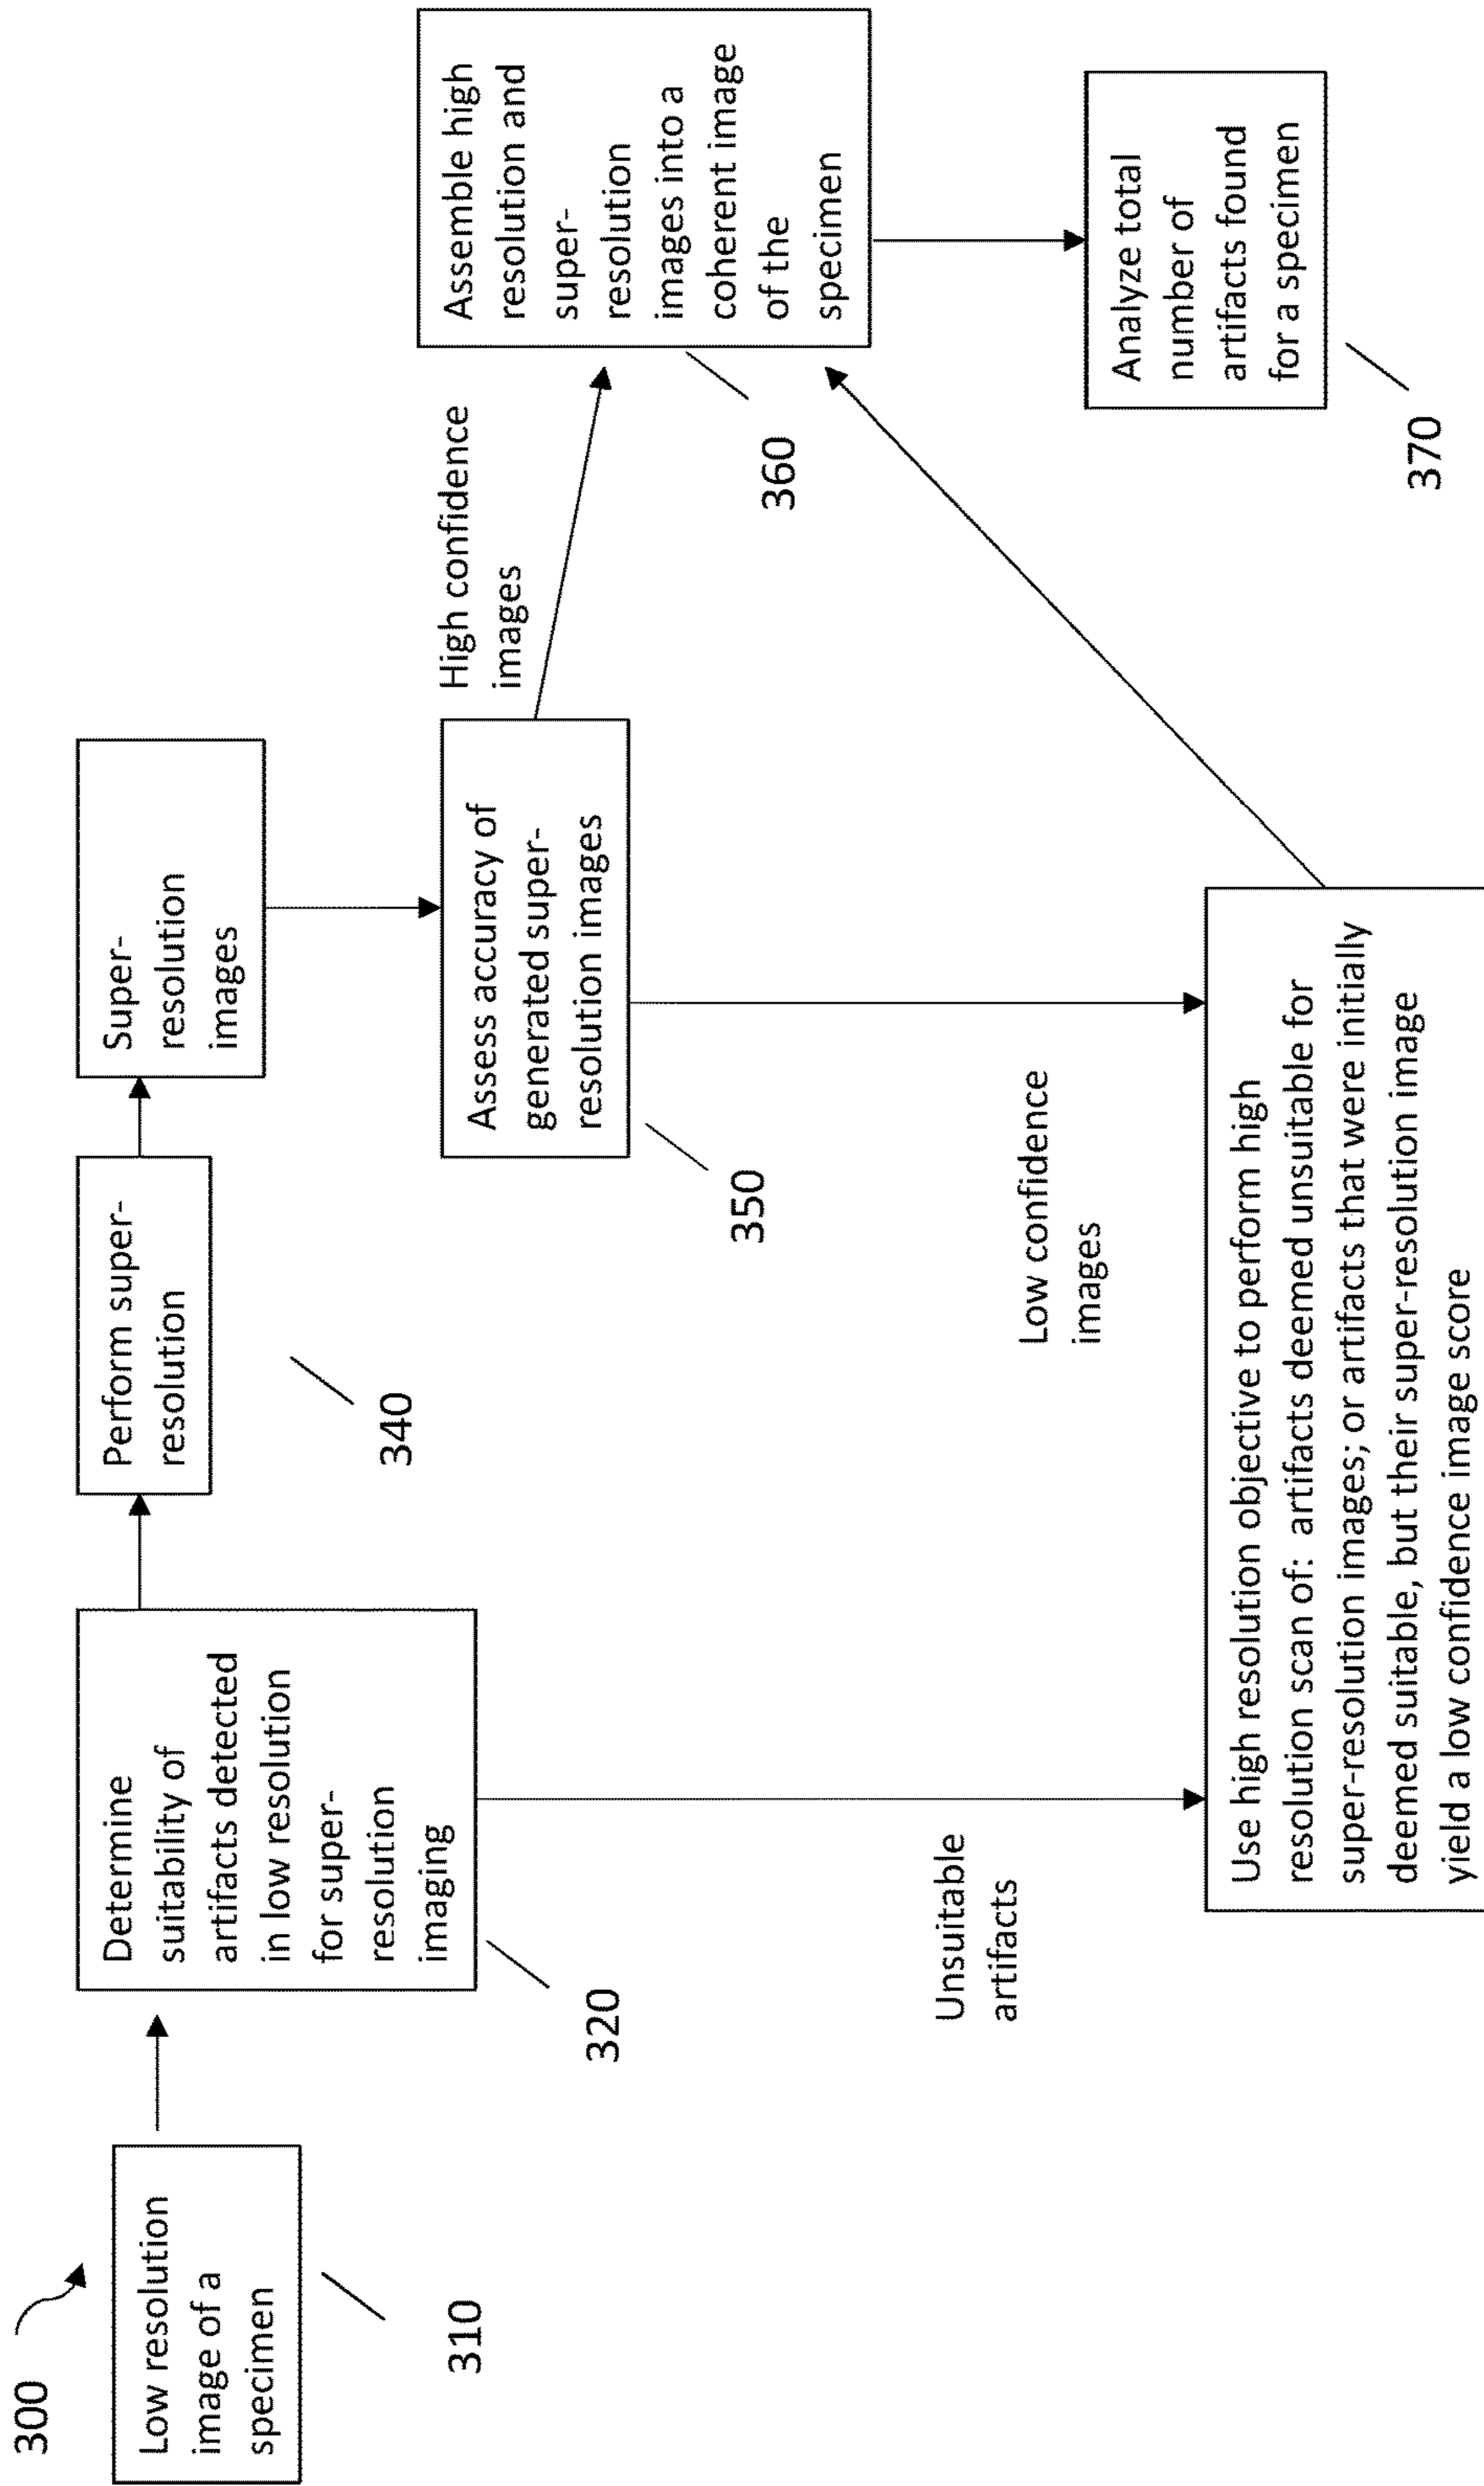 300
Low resolution
image of a
specimen
310
Determine
suitability of
artifacts detected
in low resolution
for super-
resolution
imaging
320
Unsuitable
artifacts
Perform super-
resolution
340
Super-
resolution
images
Assess accuracy of
generated super-
resolution images
350
High confidence
images
Low confidence
images
Use high resolution objective to perform high
resolution scan of:  artifacts deemed unsuitable for
super-resolution images; or artifacts that were initially
deemed suitable, but their super-resolution image
yield a low confidence image score
Assemble high
resolution and
super-
resolution
images into a
coherent image
of the
specimen
360
Analyze total
number of
artifacts found
for a specimen
370